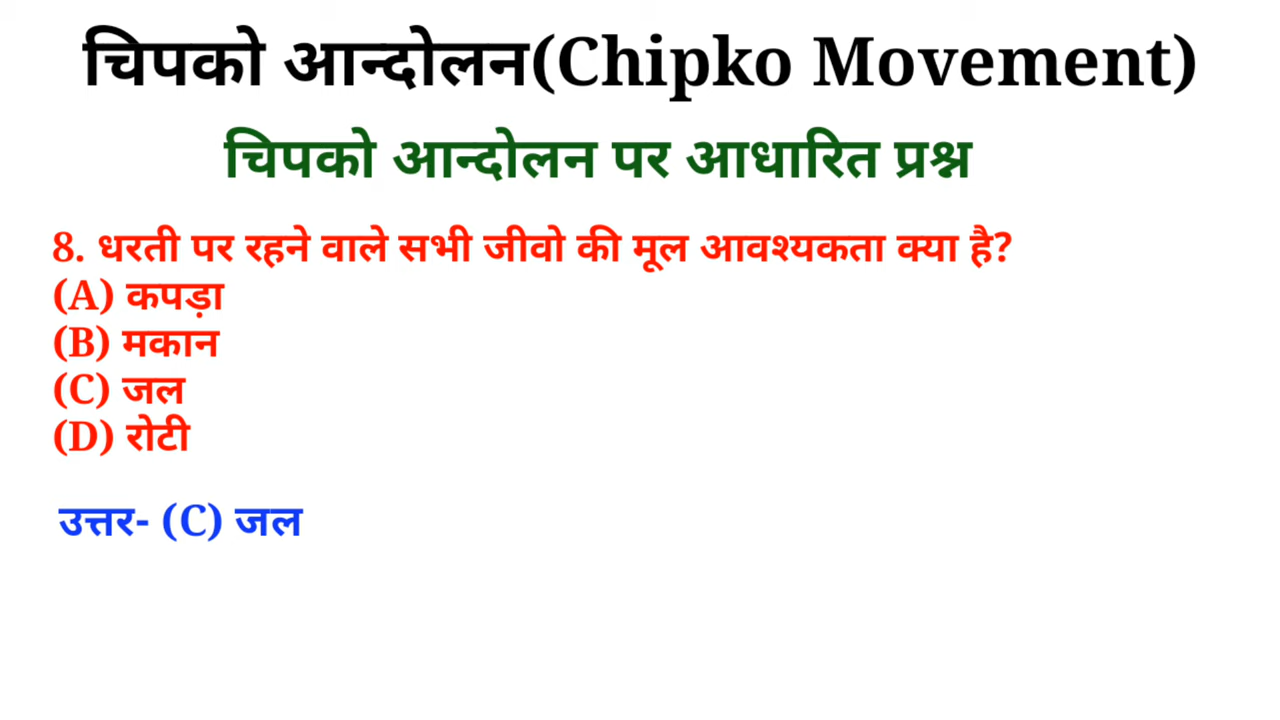 चिपको आन्दोलन(Chipko Movement)
चिपको आन्दोलन पर आधारित प्रश्न
8. धरती पर रहने वाले सभी जीवो की मूल आवश्यकता क्या है?
(A) कपड़ा
(B) मकान
(C) जल
(D) रोटी
उत्तर- (C) जल